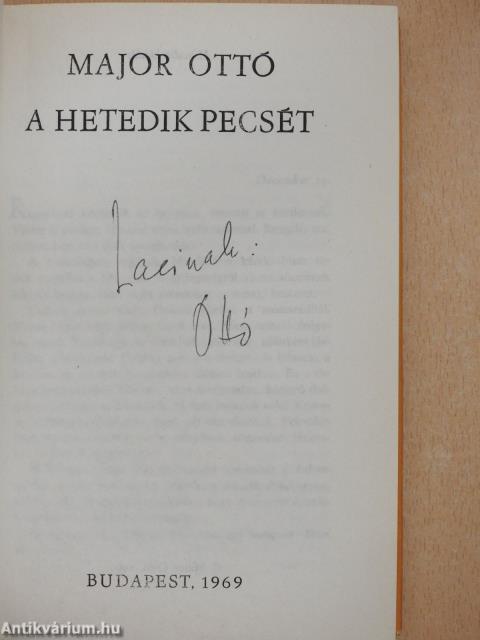 MAJOR OTTÓ
A HETEDIK PECSÉT
Lacinak:
Ottó
BUDAPEST, 1969
Antikvárium.hu